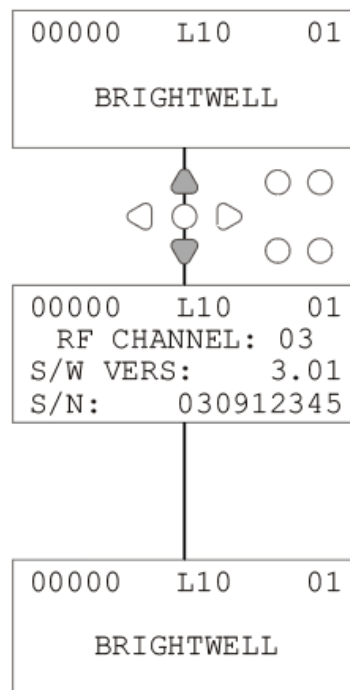 00000 L10 01
BRIGHTWELL
00000 L10 01
RF CHANNEL: 03
S/W VERS: 3.01
S/N: 030912345
00000 L10 01
BRIGHTWELL